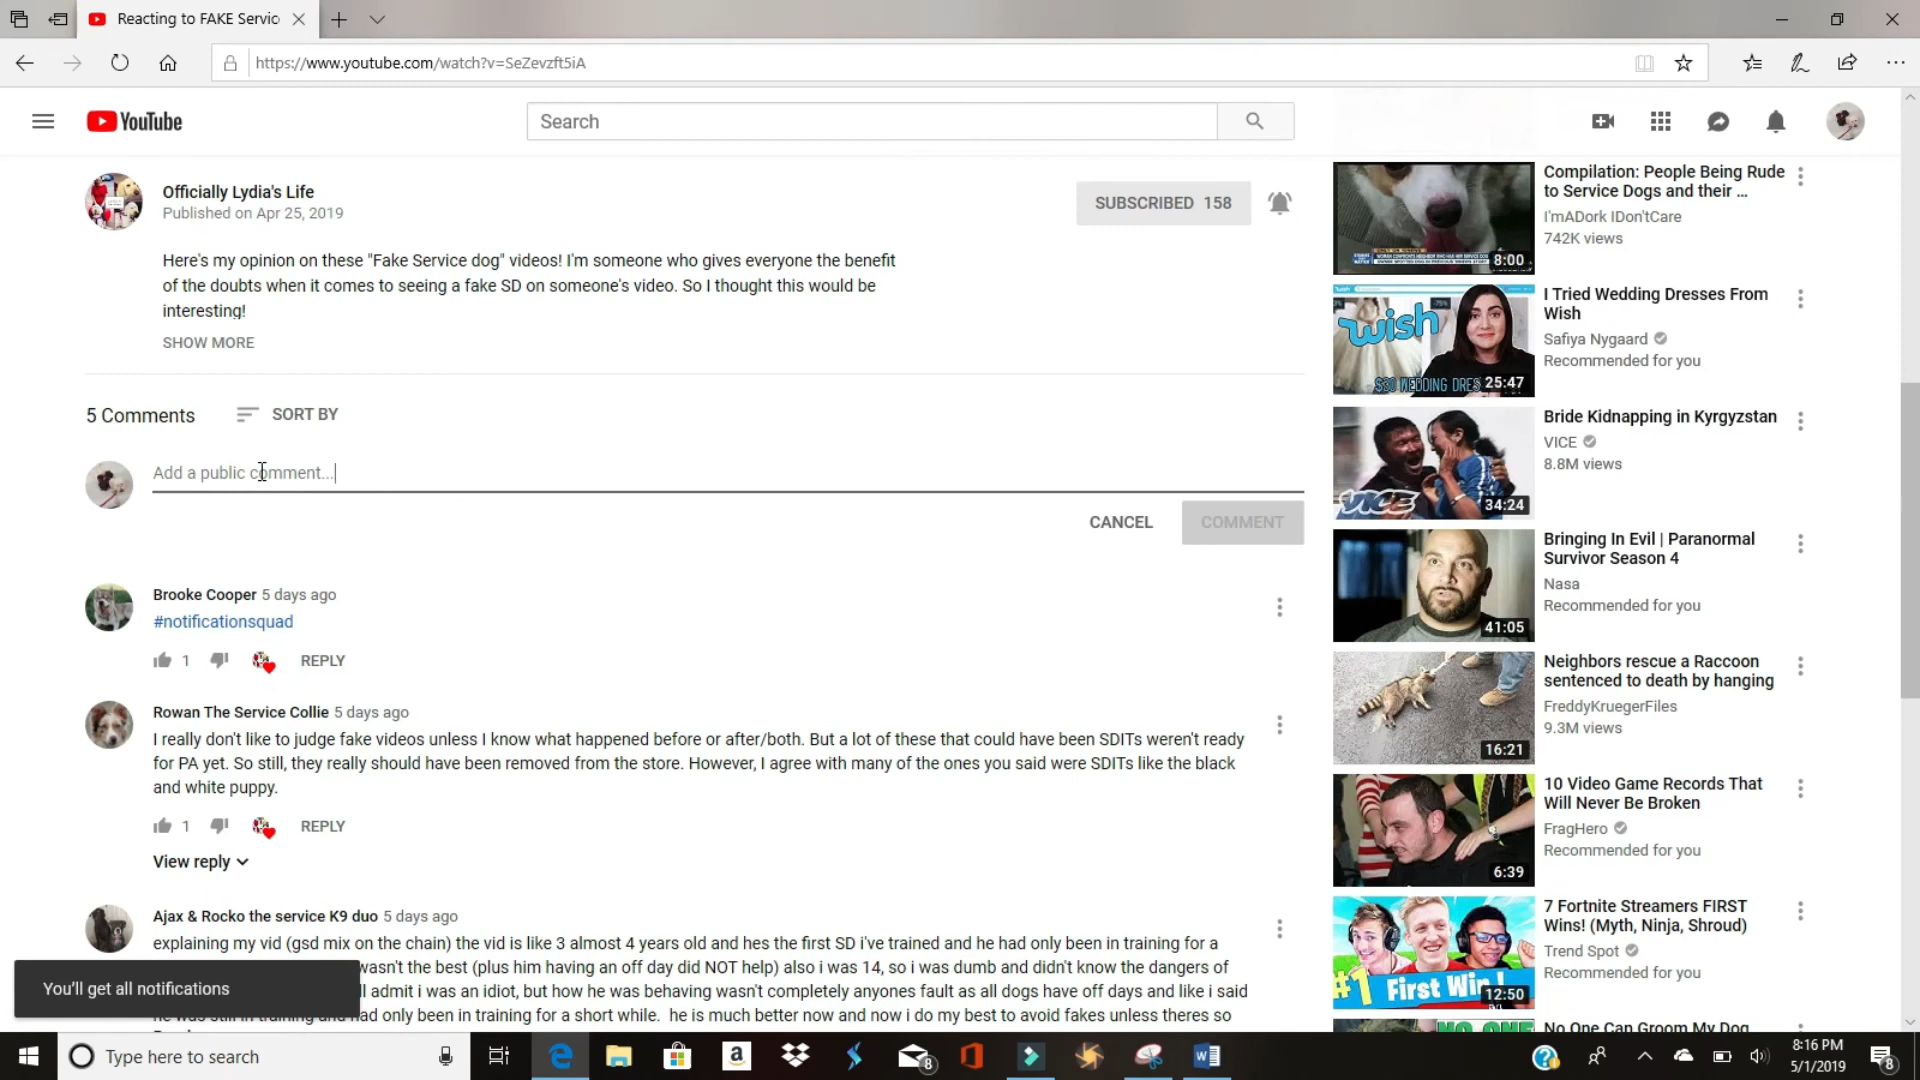 Reacting to FAKE Servic
https://www.youtube.com/watch?v=SeZevzft5iA
YouTube
Search
Officially Lydia's Life
Published on Apr 25, 2019
SUBSCRIBED 158
Here's my opinion on these "Fake Service dog" videos! I'm someone who gives everyone the benefit
of the doubts when it comes to seeing a fake SD on someone's video. So I thought this would be
interesting!
SHOW MORE
5 Comments
SORT BY
Add a public comment...
CANCEL
COMMENT
Brooke Cooper 5 days ago
#notificationsquad
1
REPLY
Rowan The Service Collie 5 days ago
I really don't like to judge fake videos unless I know what happened before or after/both. But a lot of these that could have been SDITs weren't ready
for PA yet. So still, they really should have been removed from the store. However, I agree with many of the ones you said were SDITs like the black
and white puppy.
1
REPLY
View reply
Ajax & Rocko the service K9 duo 5 days ago
explaining my vid (gsd mix on the chain) the vid is like 3 almost 4 years old and hes the first SD i've trained and he had only been in training for a
wasn't the best (plus him having an off day did NOT help) also i was 14, so i was dumb and didn't know the dangers of
ll admit i was an idiot, but how he was behaving wasn't completely anyones fault as all dogs have off days and like i said
he was still in training and had only been in training for a short while. he is much better now and now i do my best to avoid fakes unless theres so
You'll get all notifications
8:00
Compilation: People Being Rude
to Service Dogs and their ...
I'mADork IDon'tCare
742K views
wish
$30 WEDDING DRES
25:47
I Tried Wedding Dresses From
Wish
Safiya Nygaard
Recommended for you
VICE
34:24
Bride Kidnapping in Kyrgyzstan
VICE
8.8M views
41:05
Bringing In Evil | Paranormal
Survivor Season 4
Nasa
Recommended for you
16:21
Neighbors rescue a Raccoon
sentenced to death by hanging
FreddyKruegerFiles
9.3M views
6:39
10 Video Game Records That
Will Never Be Broken
FragHero
Recommended for you
#1 First Win!
12:50
7 Fortnite Streamers FIRST
Wins! (Myth, Ninja, Shroud)
Trend Spot
Recommended for you
NO ONE
No One Can Groom My Dog
Type here to search
8
8:16 PM
5/1/2019
8